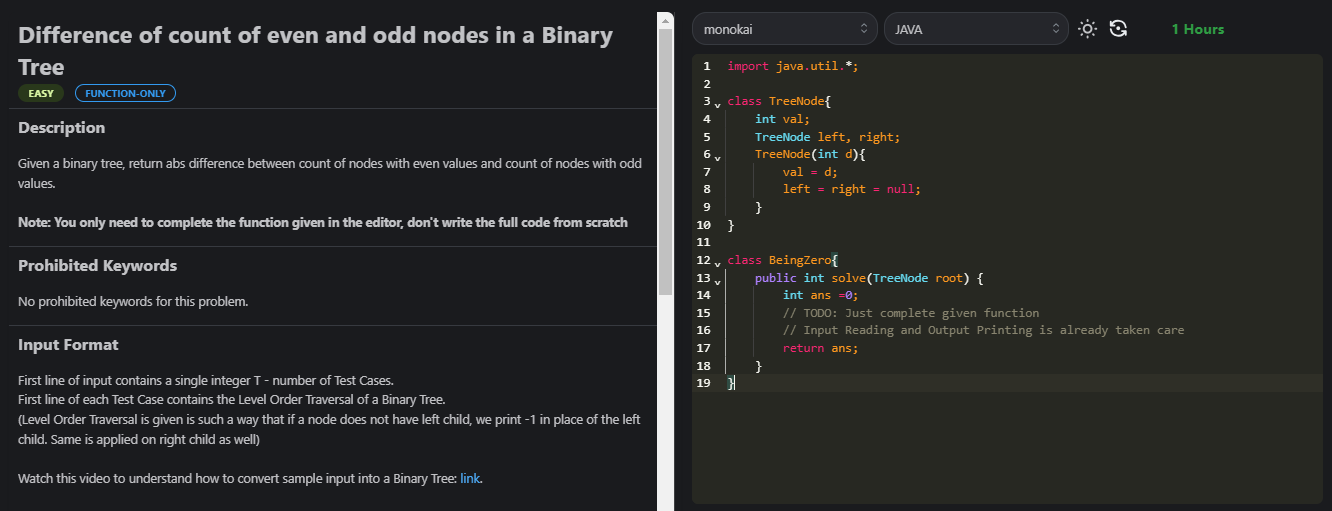 Difference of count of even and odd nodes in a Binary
Tree
EASY FUNCTION-ONLY
Description
Given a binary tree, return abs difference between count of nodes with even values and count of nodes with odd
values.
Note: You only need to complete the function given in the editor, don't write the full code from scratch
Prohibited Keywords
No prohibited keywords for this problem.
Input Format
First line of input contains a single integer T - number of Test Cases.
First line of each Test Case contains the Level Order Traversal of a Binary Tree.
(Level Order Traversal is given is such a way that if a node does not have left child, we print -1 in place of the left
child. Same is applied on right child as well)
Watch this video to understand how to convert sample input into a Binary Tree: link.
monokai JAVA 1 Hours
1 import java.util.*;
2
3 class TreeNode{
4     int val;
5     TreeNode left, right;
6     TreeNode(int d){
7         val = d;
8         left = right = null;
9     }
10 }
11
12 class BeingZero{
13     public int solve(TreeNode root) {
14         int ans =0;
15         // TODO: Just complete given function
16         // Input Reading and Output Printing is already taken care
17         return ans;
18     }
19 }